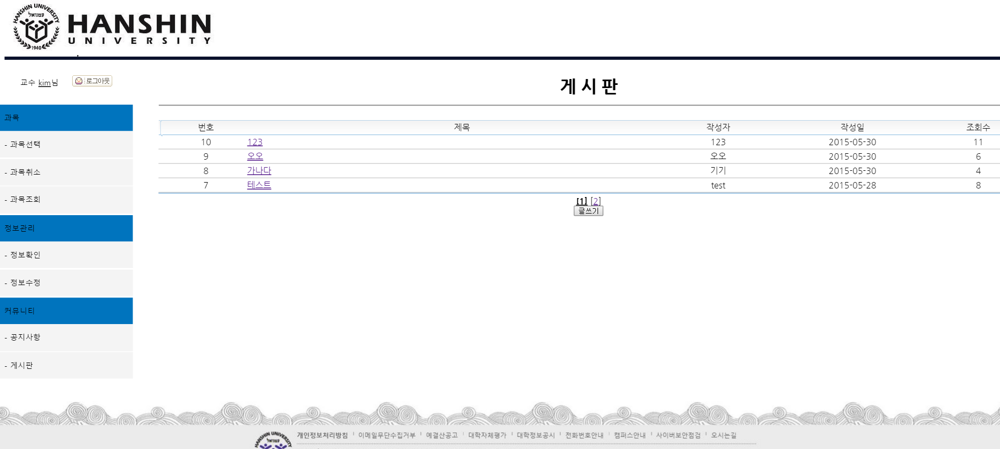 HANSHIN UNIVERSITY
עמנואל
1940
HANSHIN
UNIVERSITY
교수 kim님
로그아웃
게 시 판
과목
- 과목선택
- 과목취소
- 과목조회
정보관리
- 정보확인
- 정보수정
커뮤니티
- 공지사항
- 게시판
번호 제목 작성자 작성일 조회수
10 123 123 2015-05-30 11
9 오오 오오 2015-05-30 6
8 가나다 기기 2015-05-30 4
7 테스트 test 2015-05-28 8
[1] [2]
글쓰기
HANSHIN UNIVERSITY
עמנואל
개인정보처리방침 | 이메일무단수집거부 | 예결산공고 | 대학자체평가 | 대학정보공시 | 전화번호안내 | 캠퍼스안내 | 사이버보안점검 | 오시는길